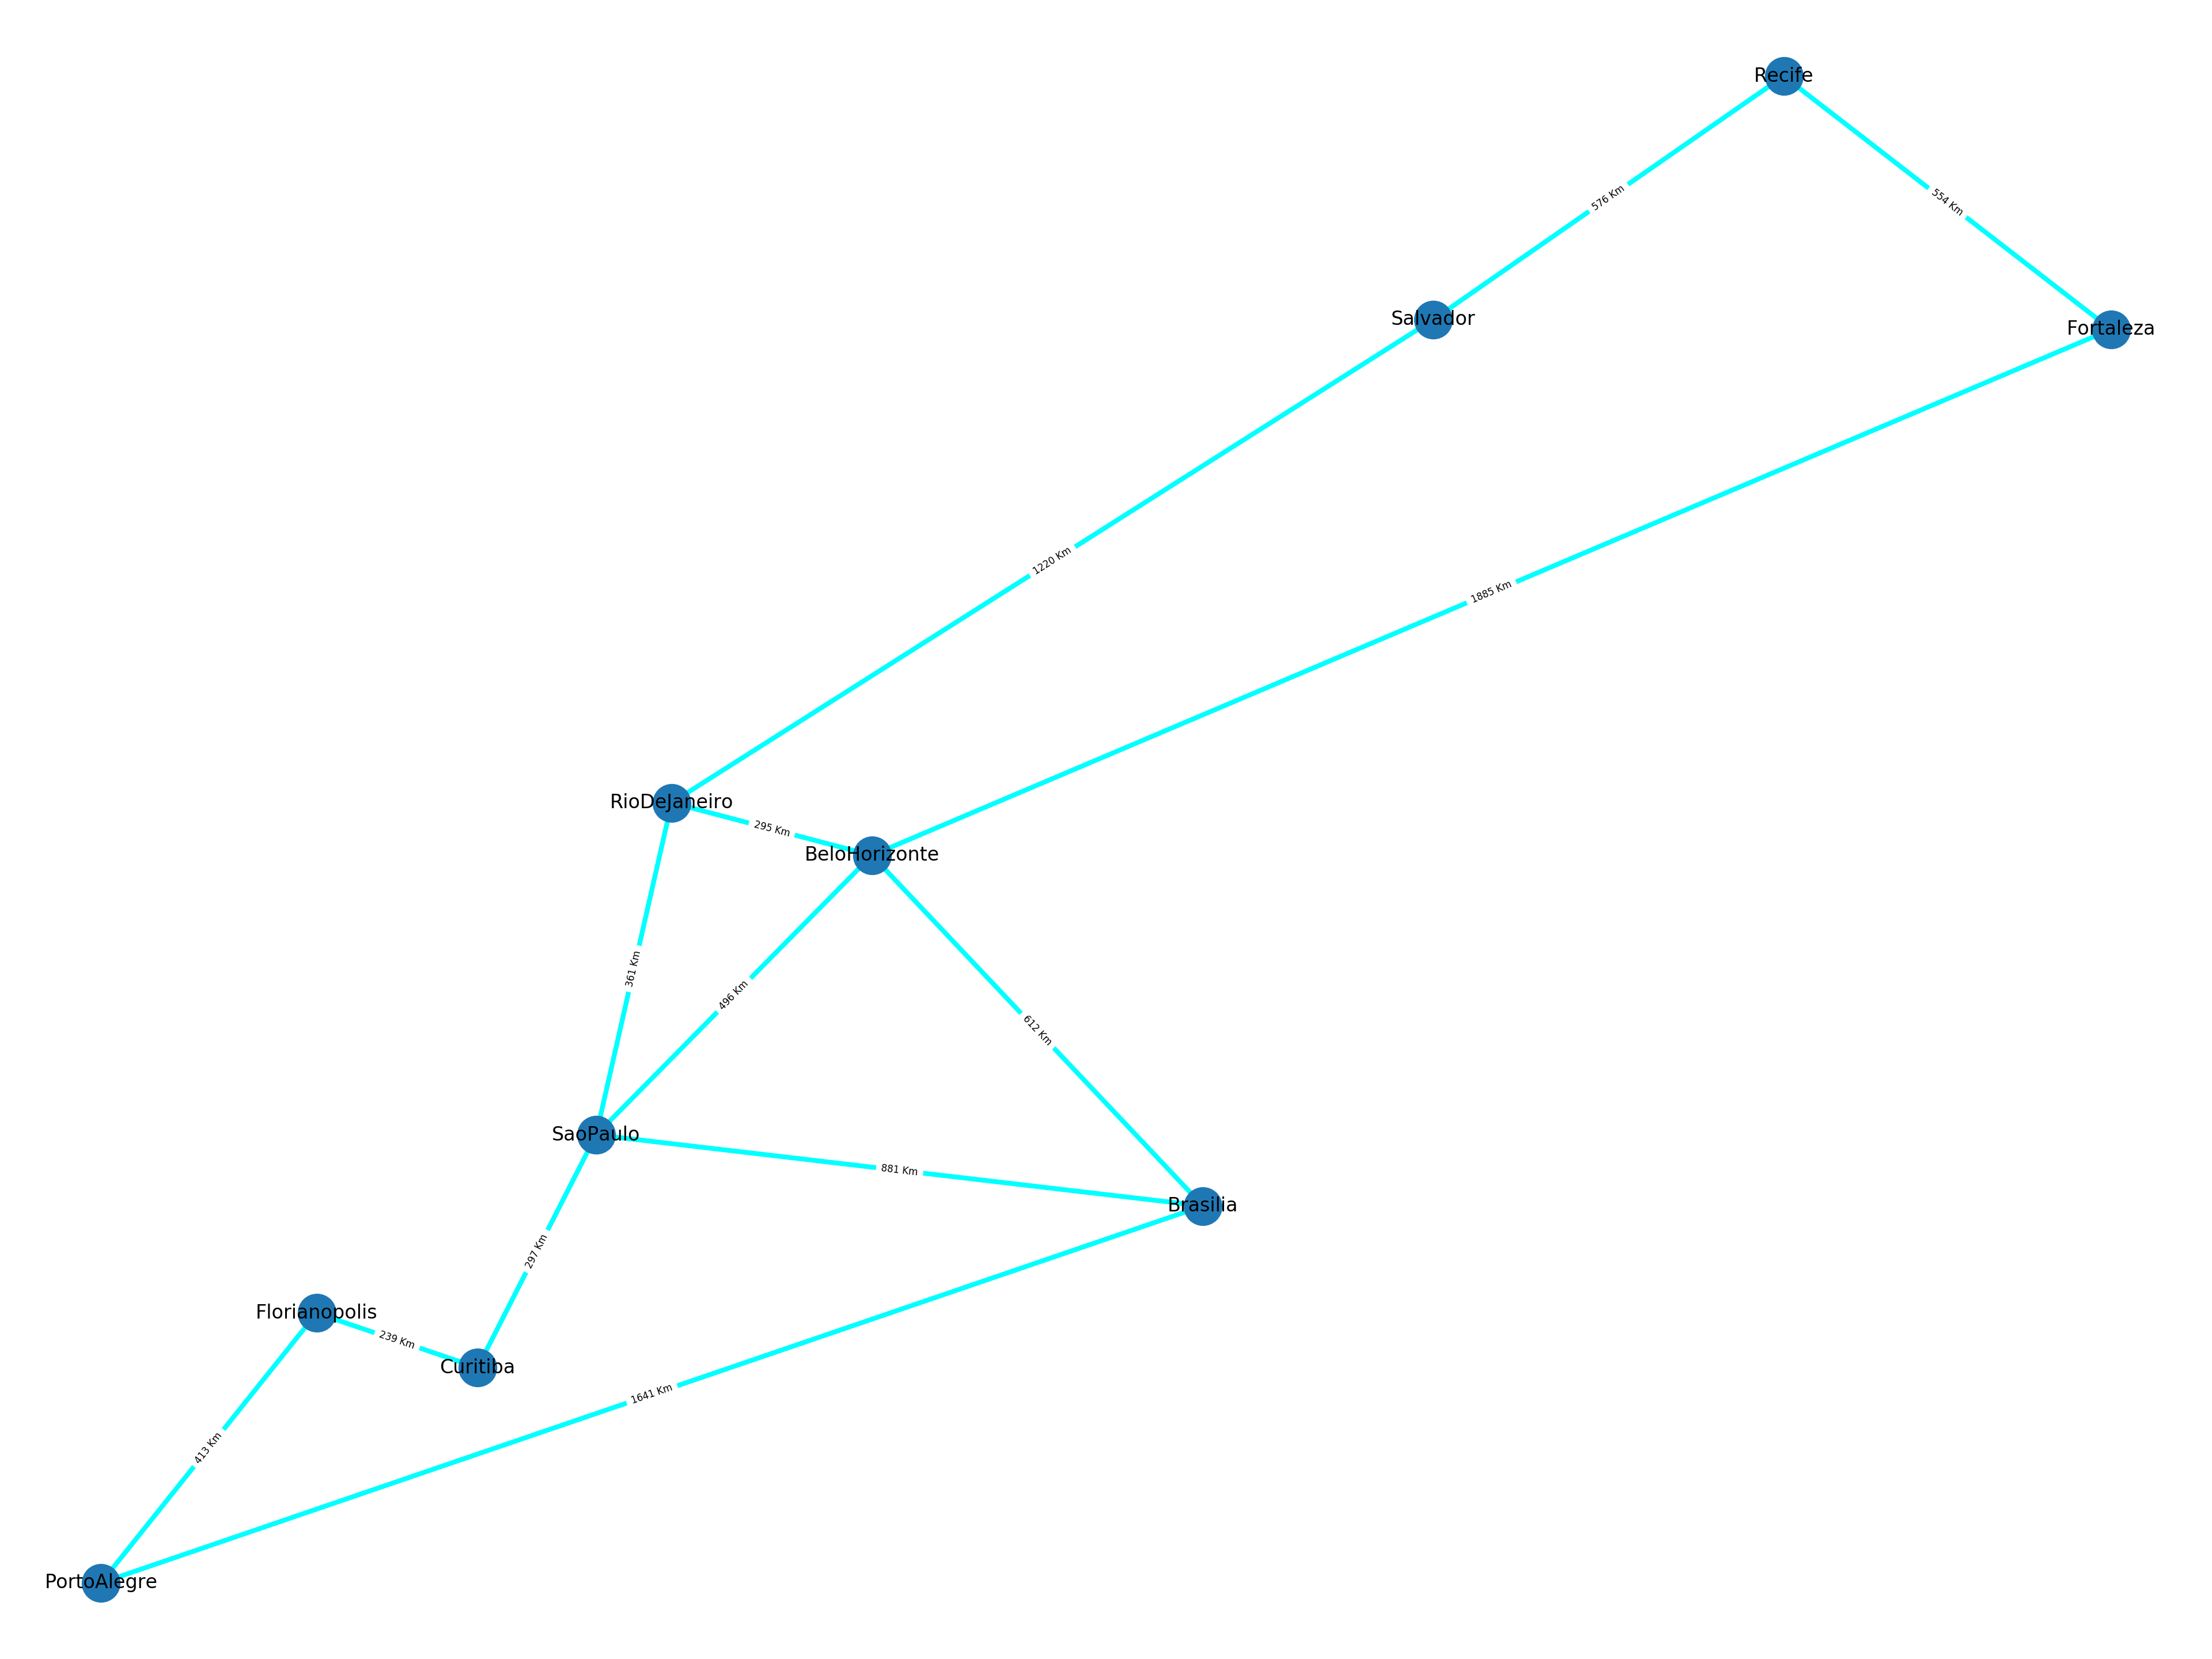 Recife
576 Km
554 Km
Salvador
Fortaleza
1220 Km
1885 Km
RioDeJaneiro
295 Km
BeloHorizonte
361 Km
496 Km
612 Km
SaoPaulo
881 Km
Brasilia
297 Km
Florianopolis
239 Km
Curitiba
1641 Km
413 Km
PortoAlegre